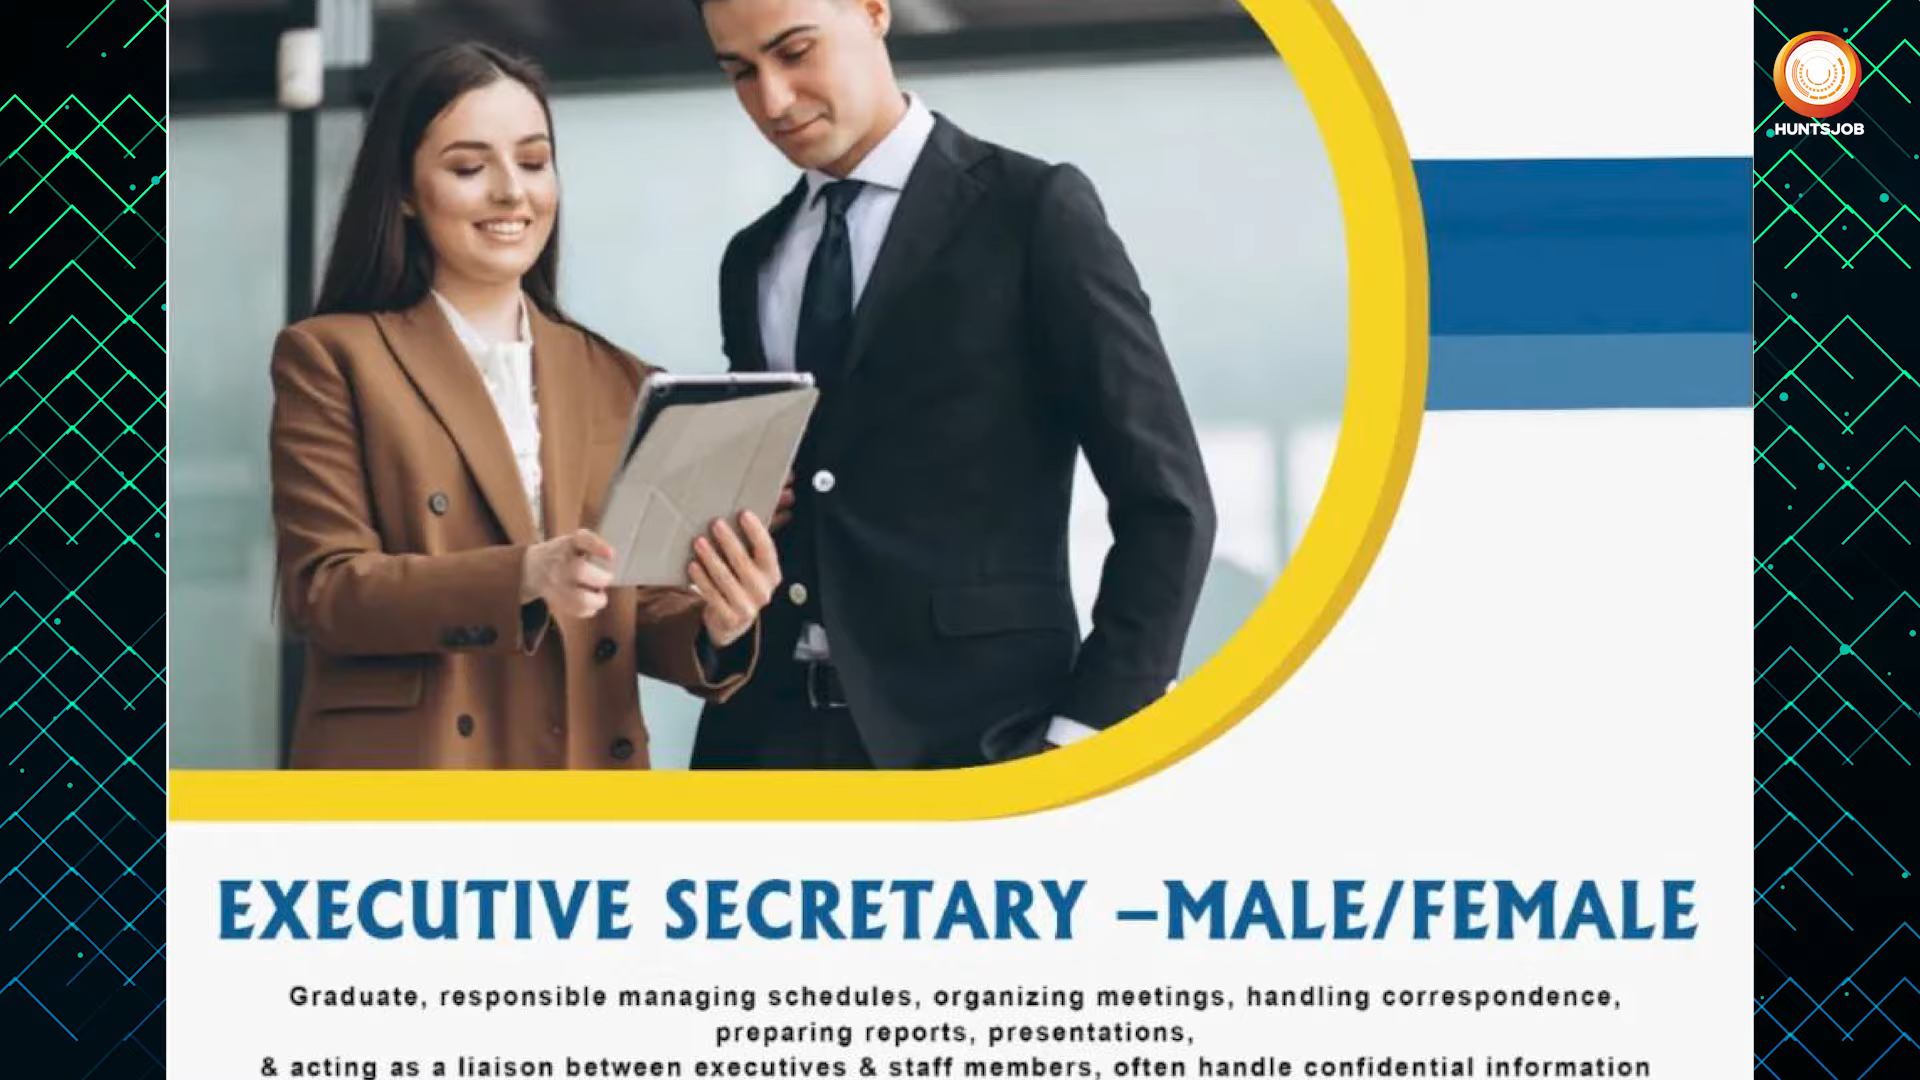 HUNTSJOB
EXECUTIVE SECRETARY –MALE/FEMALE
Graduate, responsible managing schedules, organizing meetings, handling correspondence,
preparing reports, presentations,
& acting as a liaison between executives & staff members, often handle confidential information